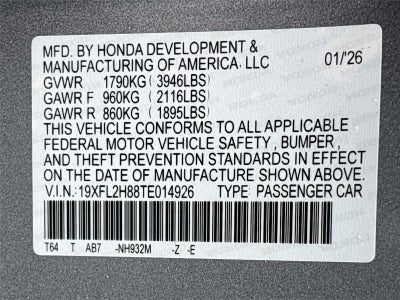 MFD. BY HONDA DEVELOPMENT &
MANUFACTURING OF AMERICA, LLC 01/'26
GVWR 1790KG (3946LBS)
GAWR F 960KG (2116LBS)
GAWR R 860KG (1895LBS)
THIS VEHICLE CONFORMS TO ALL APPLICABLE
FEDERAL MOTOR VEHICLE SAFETY, BUMPER,
AND THEFT PREVENTION STANDARDS IN EFFECT
ON THE DATE OF MANUFACTURE SHOWN ABOVE.
V.I.N.:19XFL2H88TE014926 TYPE: PASSENGER CAR
T64 T AB7 -NH932M -Z -E